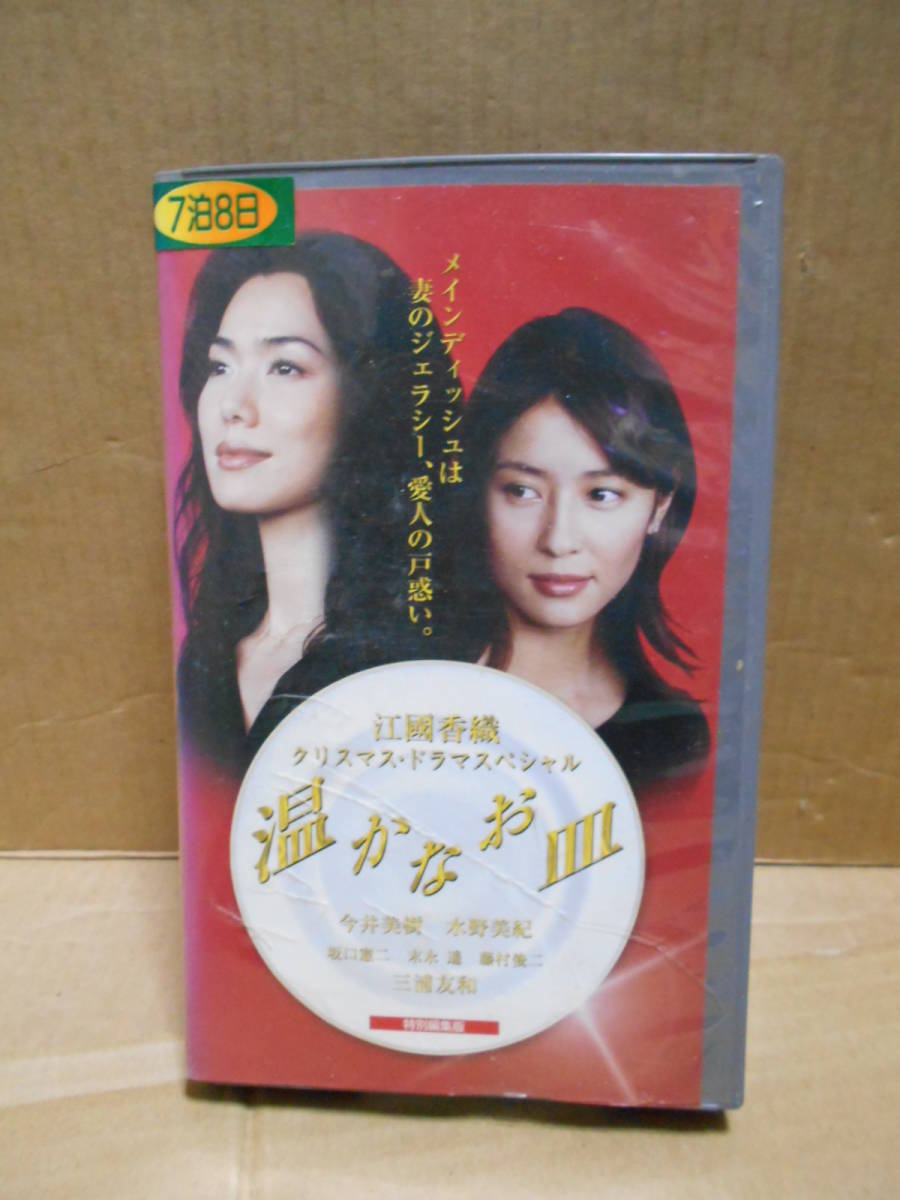 7泊8日
メインディッシュは
妻のジェラシー、愛人の戸惑い。
江國香織
クリスマス・ドラマスペシャル
温かなお皿
今井美樹 水野美紀
坂口憲二 末永遥 藤村俊二
三浦友和
特別編集版